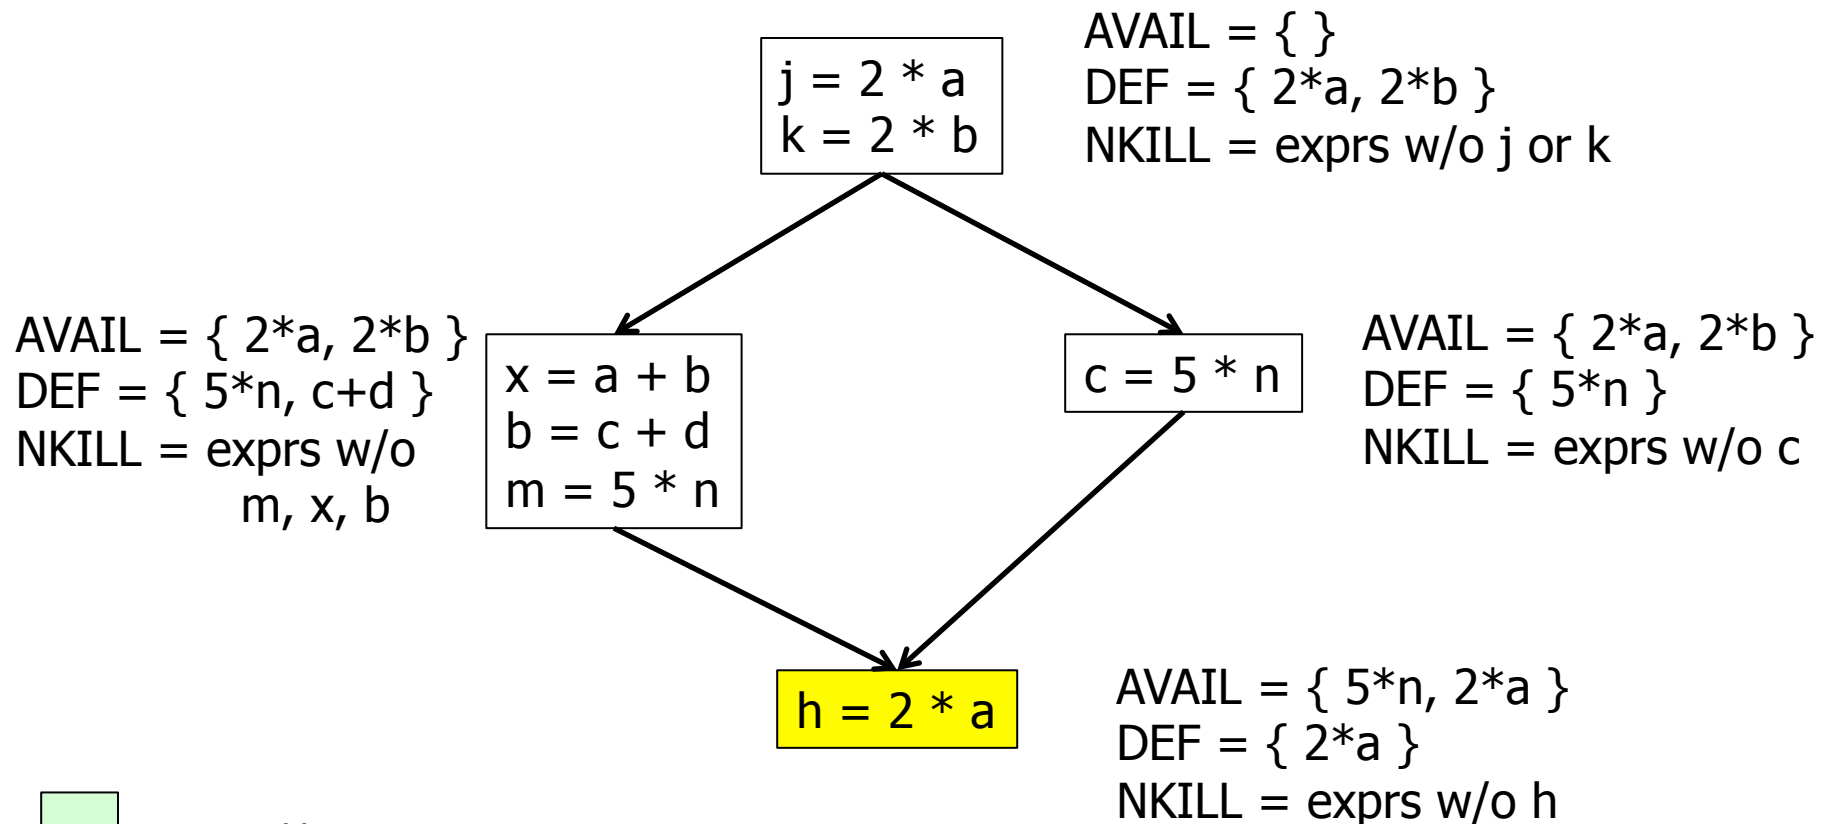 j = 2 * a
k = 2 * b
AVAIL = { }
DEF = { 2*a, 2*b }
NKILL = exprs w/o j or k
AVAIL = { 2*a, 2*b }
DEF = { 5*n, c+d }
NKILL = exprs w/o
m, x, b
x = a + b
b = c + d
m = 5 * n
c = 5 * n
AVAIL = { 2*a, 2*b }
DEF = { 5*n }
NKILL = exprs w/o c
h = 2 * a
AVAIL = { 5*n, 2*a }
DEF = { 2*a }
NKILL = exprs w/o h